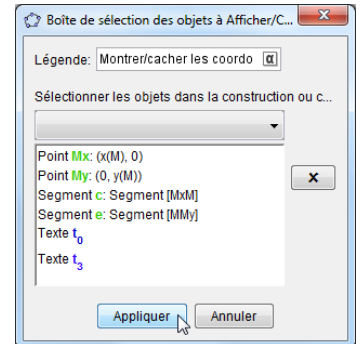 Boîte de sélection des objets à Afficher/C...
Légende: Montrer/cacher les coordo α
Sélectionner les objets dans la construction ou c...
Point Mx: (x(M), 0)
Point My: (0, y(M))
Segment c: Segment [MxM]
Segment e: Segment [MMy]
Texte t₀
Texte t₃
Appliquer Annuler